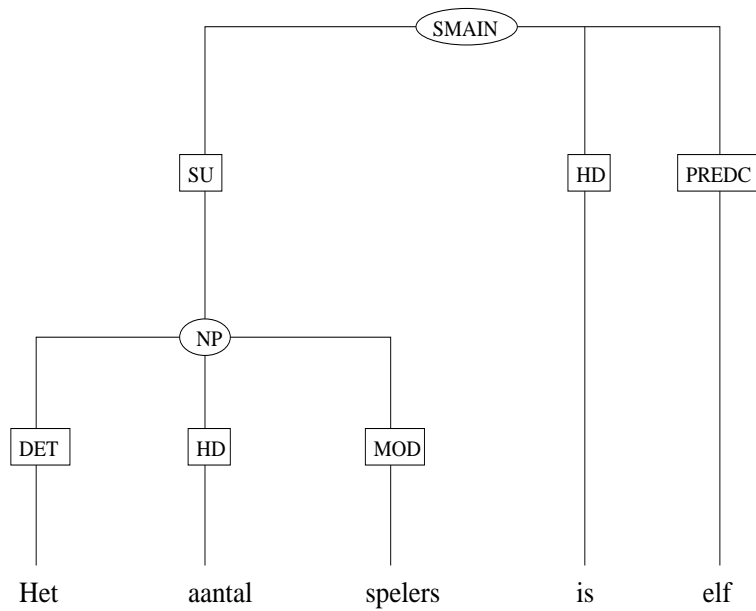 SMAIN
SU HD PREDC
NP
DET HD MOD
Het aantal spelers is elf